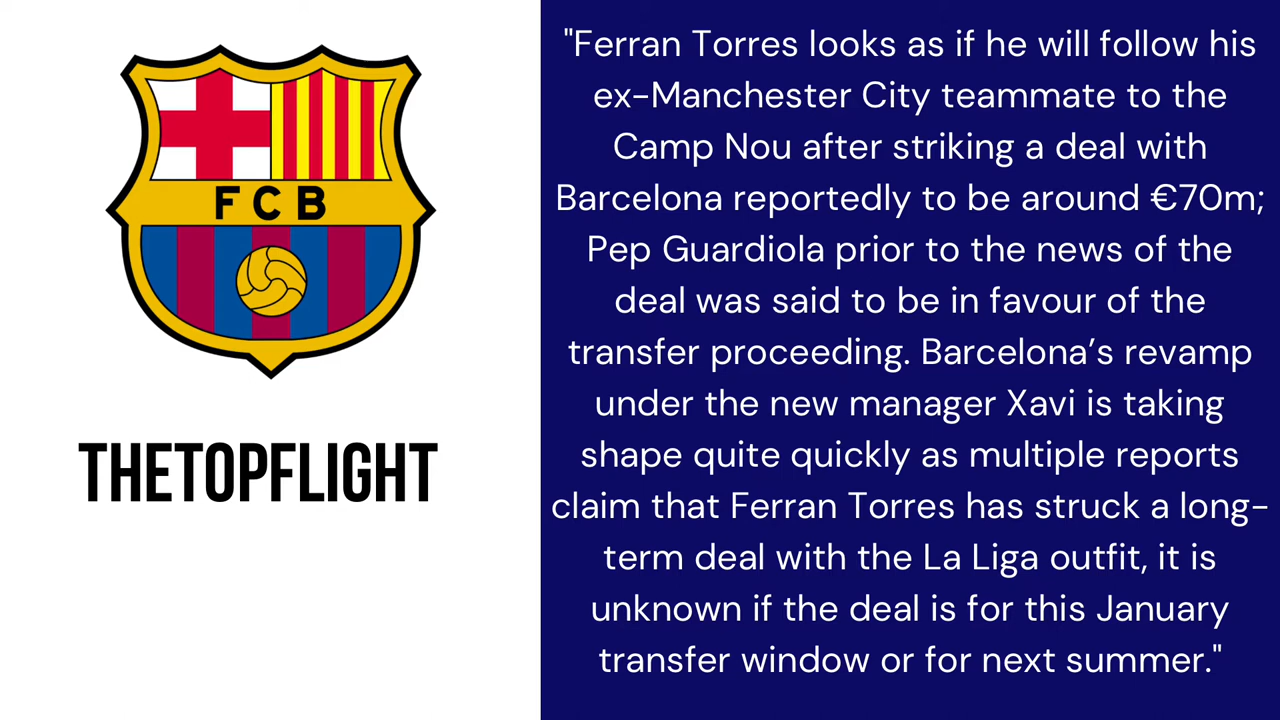 FCB
THETOPFLIGHT
"Ferran Torres looks as if he will follow his
ex-Manchester City teammate to the
Camp Nou after striking a deal with
Barcelona reportedly to be around €70m;
Pep Guardiola prior to the news of the
deal was said to be in favour of the
transfer proceeding. Barcelona’s revamp
under the new manager Xavi is taking
shape quite quickly as multiple reports
claim that Ferran Torres has struck a long-
term deal with the La Liga outfit, it is
unknown if the deal is for this January
transfer window or for next summer."